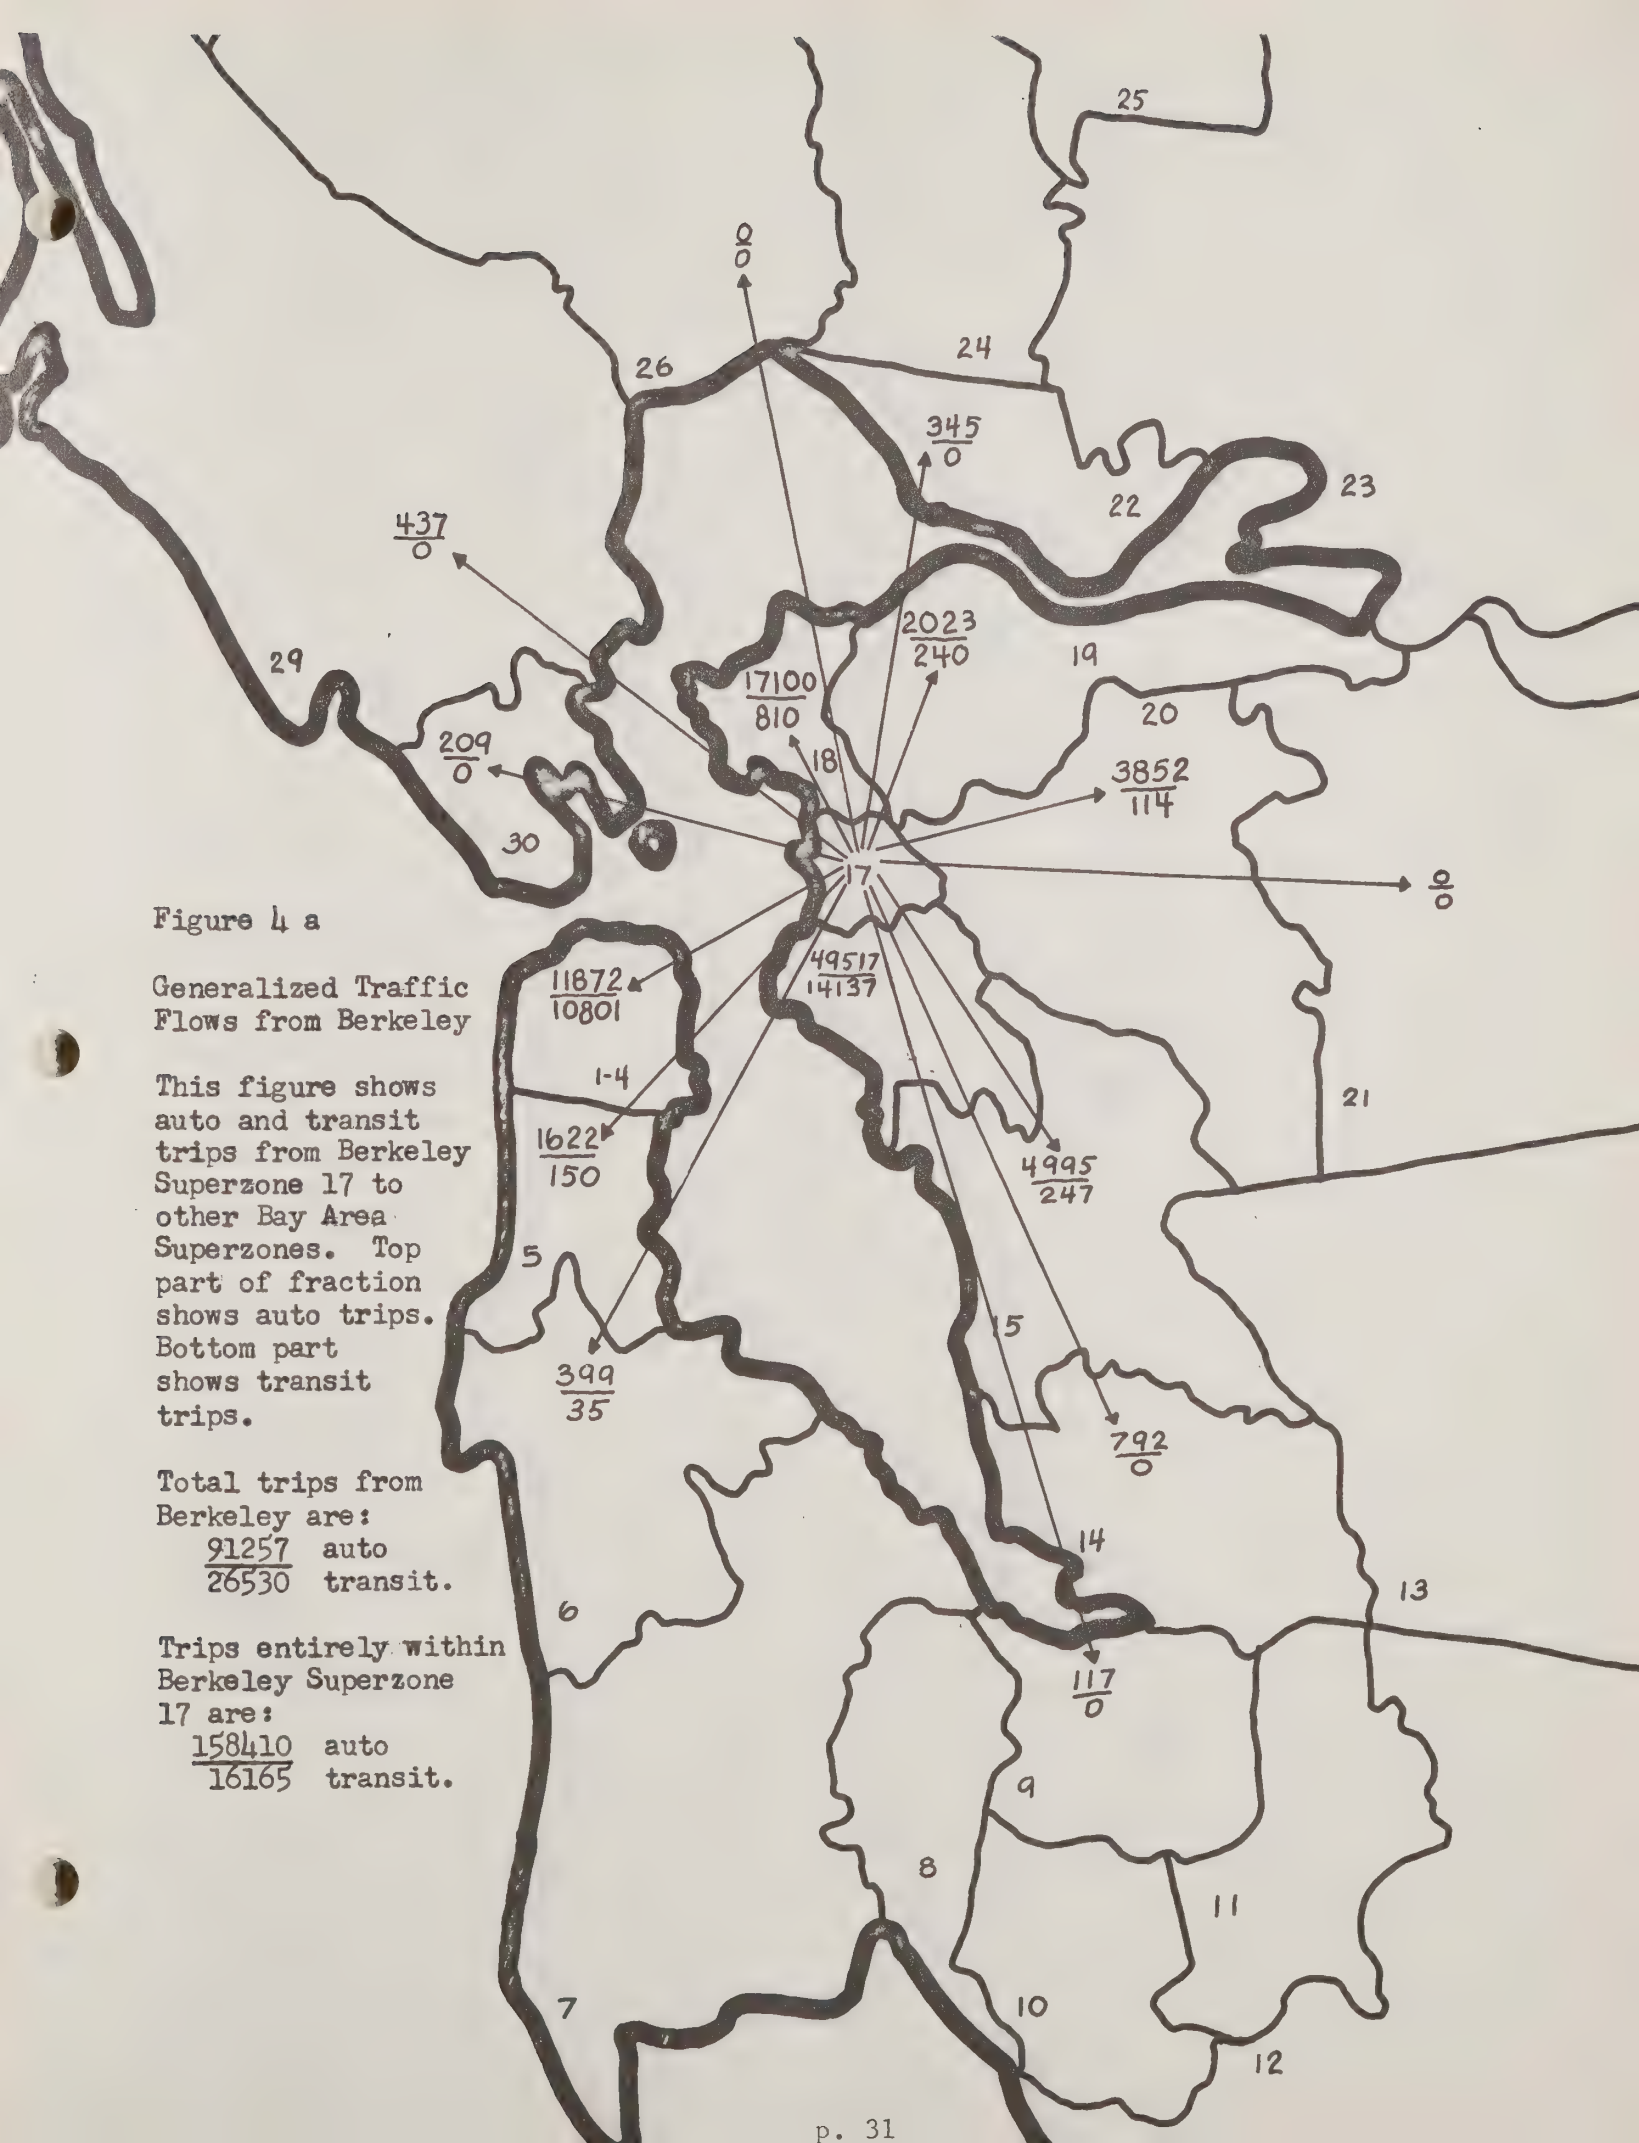 25
0
0
24
26
345
0
23
22
437
0
2023
240
19
29
17100
810
20
209
0
18
3852
114
30
17
0
0
Figure 4 a
49517
14137
Generalized Traffic
Flows from Berkeley
11872
10801
1-4
This figure shows
auto and transit
trips from Berkeley
Superzone 17 to
other Bay Area
Superzones. Top
part of fraction
shows auto trips.
Bottom part
shows transit
trips.
21
1622
150
4995
247
5
15
399
35
792
0
Total trips from
Berkeley are:
91257 auto
26530 transit.
14
13
6
Trips entirely within
Berkeley Superzone
17 are:
158410 auto
16165 transit.
117
0
9
8
11
7
10
12
p. 31